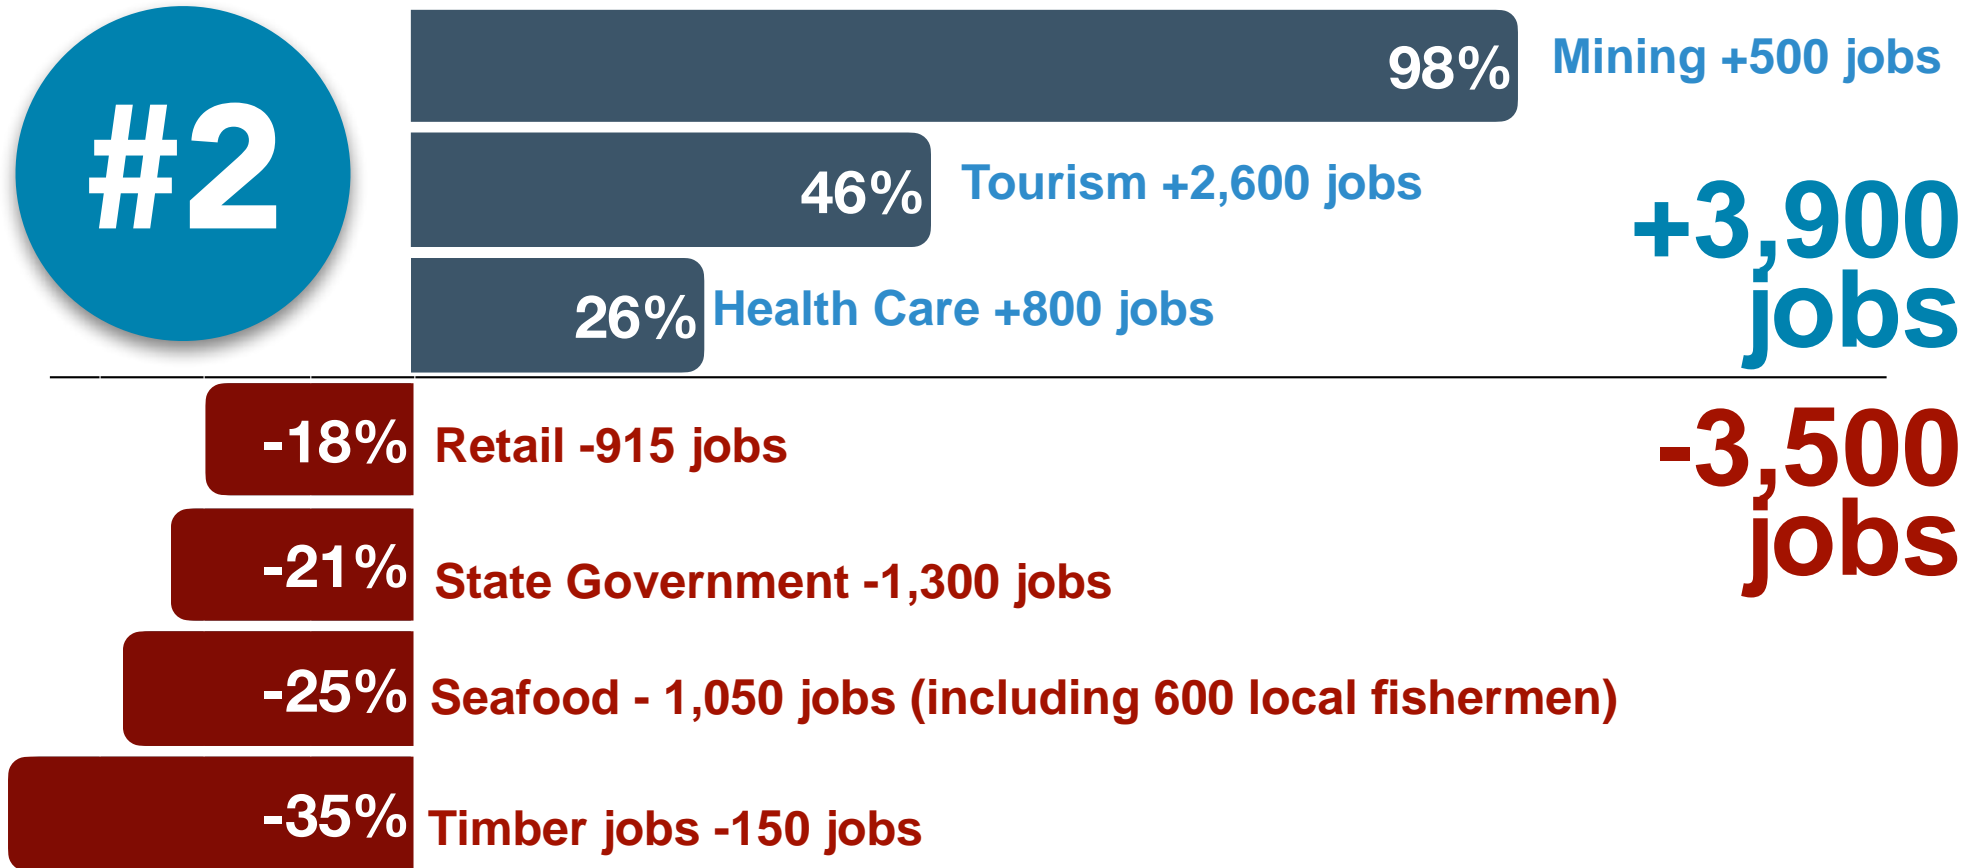 #2
98% Mining +500 jobs
46% Tourism +2,600 jobs
26% Health Care +800 jobs
+3,900
jobs
-18% Retail -915 jobs
-21% State Government -1,300 jobs
-25% Seafood - 1,050 jobs (including 600 local fishermen)
-35% Timber jobs -150 jobs
-3,500
jobs